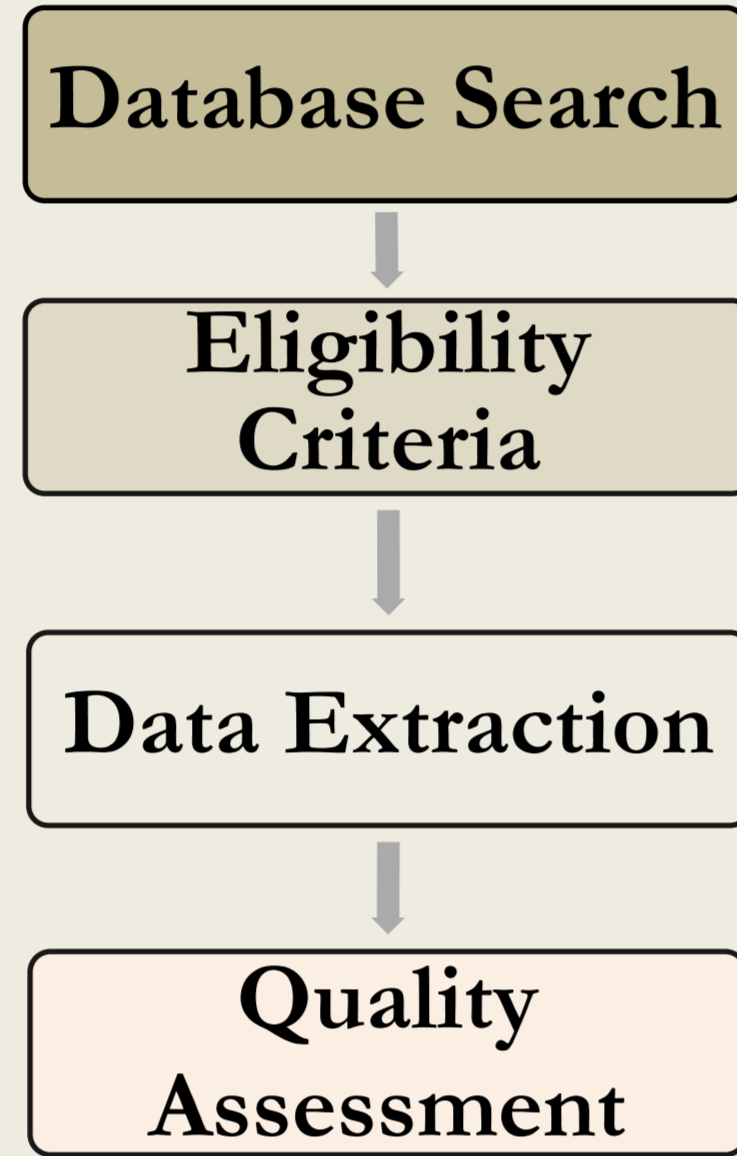 Database Search
Eligibility
Criteria
Data Extraction
Quality
Assessment